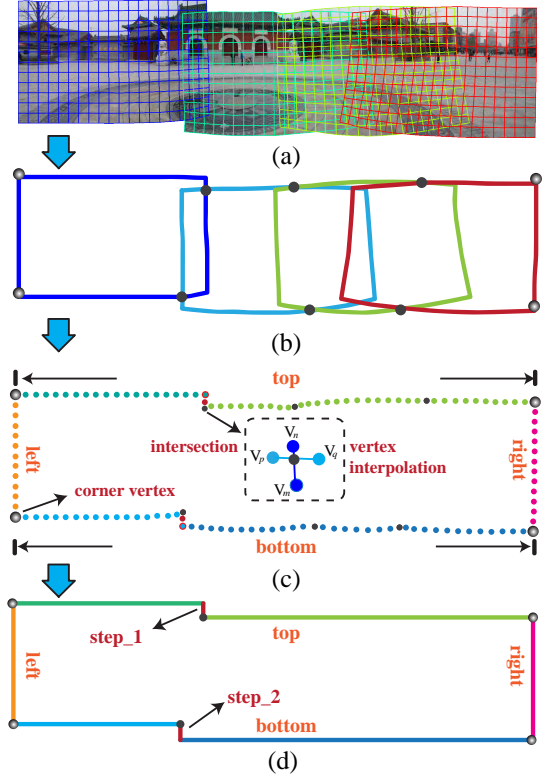 (a)
(b)
top
left
intersection
V_n
V_p
V_q
V_m
vertex
interpolation
right
corner vertex
bottom
(c)
step_1
top
left
right
step_2
bottom
(d)